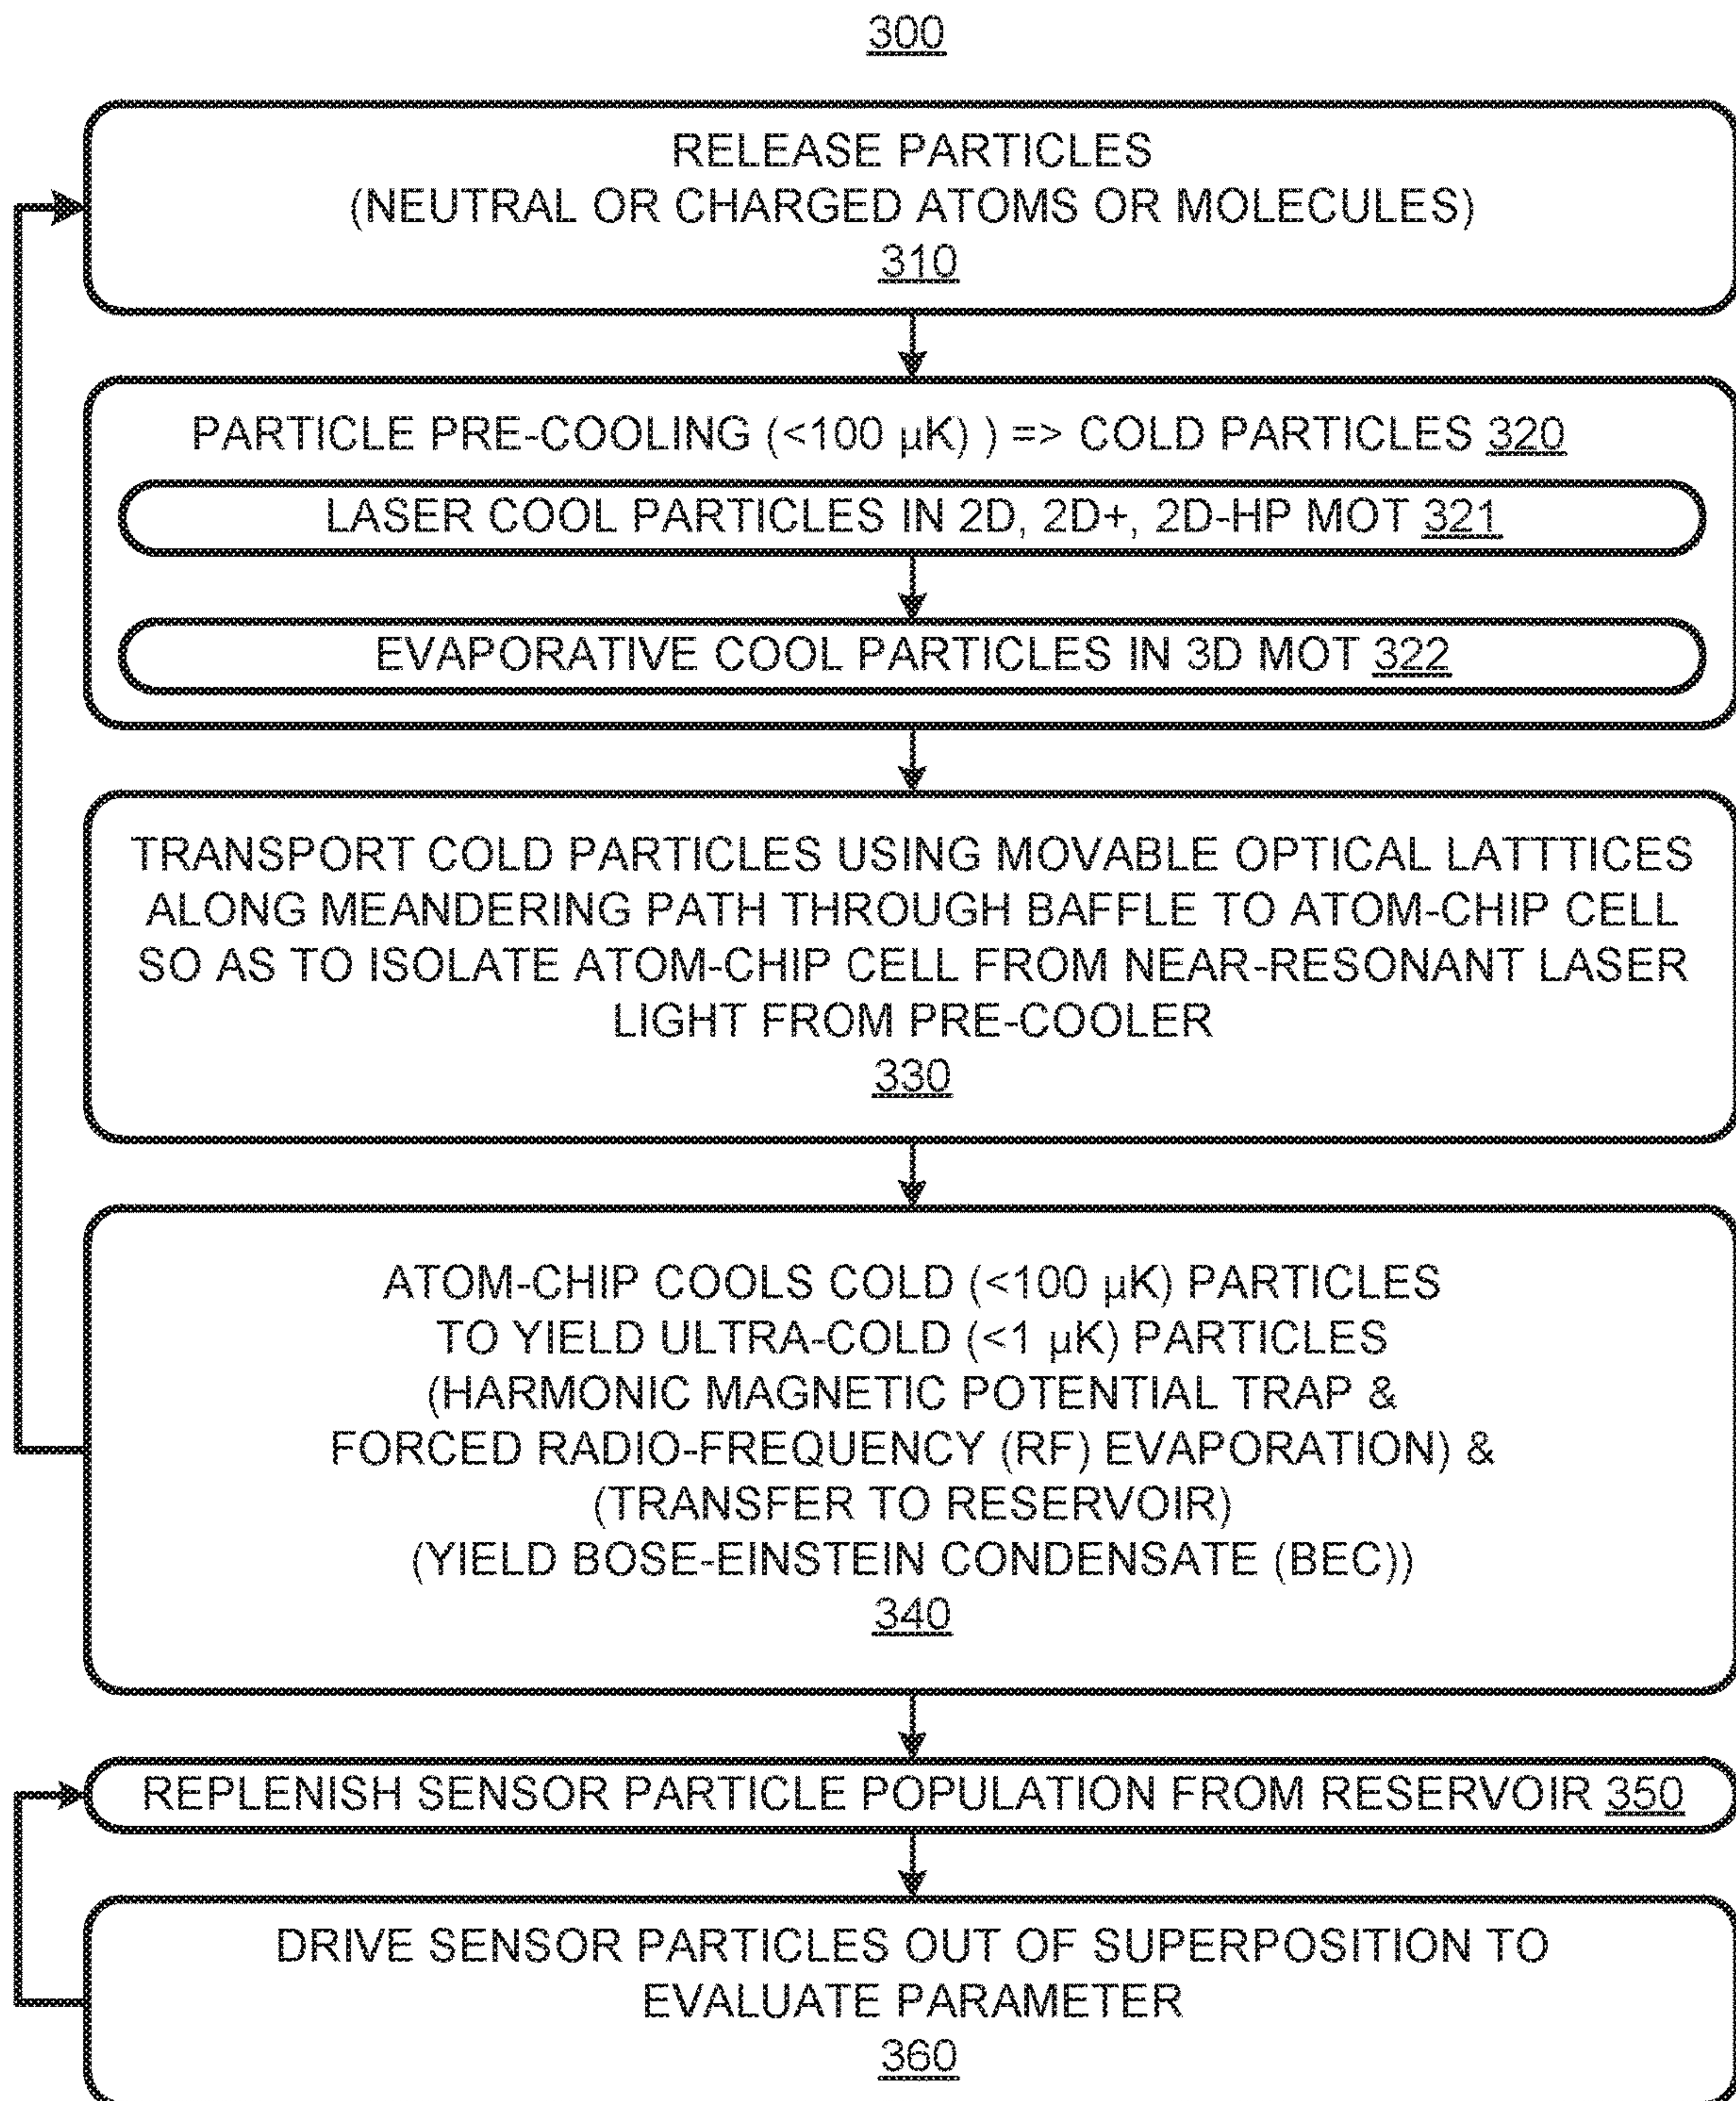 300
RELEASE PARTICLES
(NEUTRAL OR CHARGED ATOMS OR MOLECULES)
310
PARTICLE PRE-COOLING (<100 µK) ) => COLD PARTICLES 320
LASER COOL PARTICLES IN 2D, 2D+, 2D-HP MOT 321
EVAPORATIVE COOL PARTICLES IN 3D MOT 322
TRANSPORT COLD PARTICLES USING MOVABLE OPTICAL LATTTICES
ALONG MEANDERING PATH THROUGH BAFFLE TO ATOM-CHIP CELL
SO AS TO ISOLATE ATOM-CHIP CELL FROM NEAR-RESONANT LASER
LIGHT FROM PRE-COOLER
330
ATOM-CHIP COOLS COLD (<100 µK) PARTICLES
TO YIELD ULTRA-COLD (<1 µK) PARTICLES
(HARMONIC MAGNETIC POTENTIAL TRAP &
FORCED RADIO-FREQUENCY (RF) EVAPORATION) &
(TRANSFER TO RESERVOIR)
(YIELD BOSE-EINSTEIN CONDENSATE (BEC))
340
REPLENISH SENSOR PARTICLE POPULATION FROM RESERVOIR 350
DRIVE SENSOR PARTICLES OUT OF SUPERPOSITION TO
EVALUATE PARAMETER
360